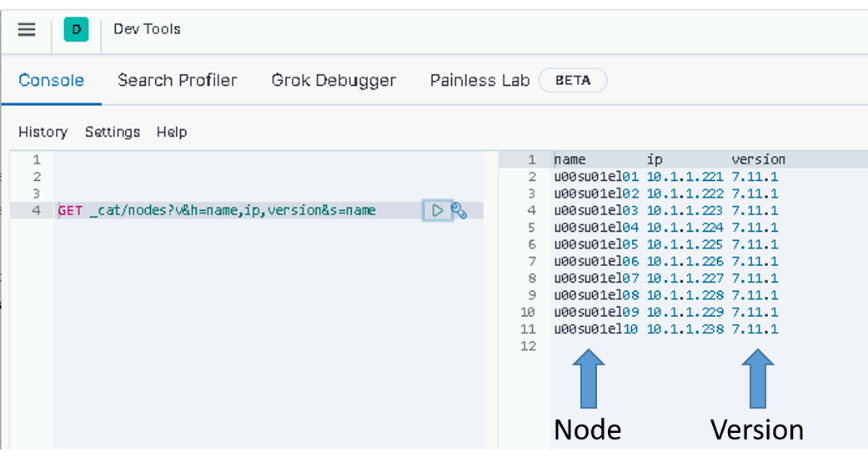 D Dev Tools
Console Search Profiler Grok Debugger Painless Lab BETA
History Settings Help
1
2
3
4 GET _cat/nodes?v&h=name,ip,version&s=name
1 name ip version
2 u00su01el01 10.1.1.221 7.11.1
3 u00su01el02 10.1.1.222 7.11.1
4 u00su01el03 10.1.1.223 7.11.1
5 u00su01el04 10.1.1.224 7.11.1
6 u00su01el05 10.1.1.225 7.11.1
7 u00su01el06 10.1.1.226 7.11.1
8 u00su01el07 10.1.1.227 7.11.1
9 u00su01el08 10.1.1.228 7.11.1
10 u00su01el09 10.1.1.229 7.11.1
11 u00su01el10 10.1.1.238 7.11.1
12
Node Version